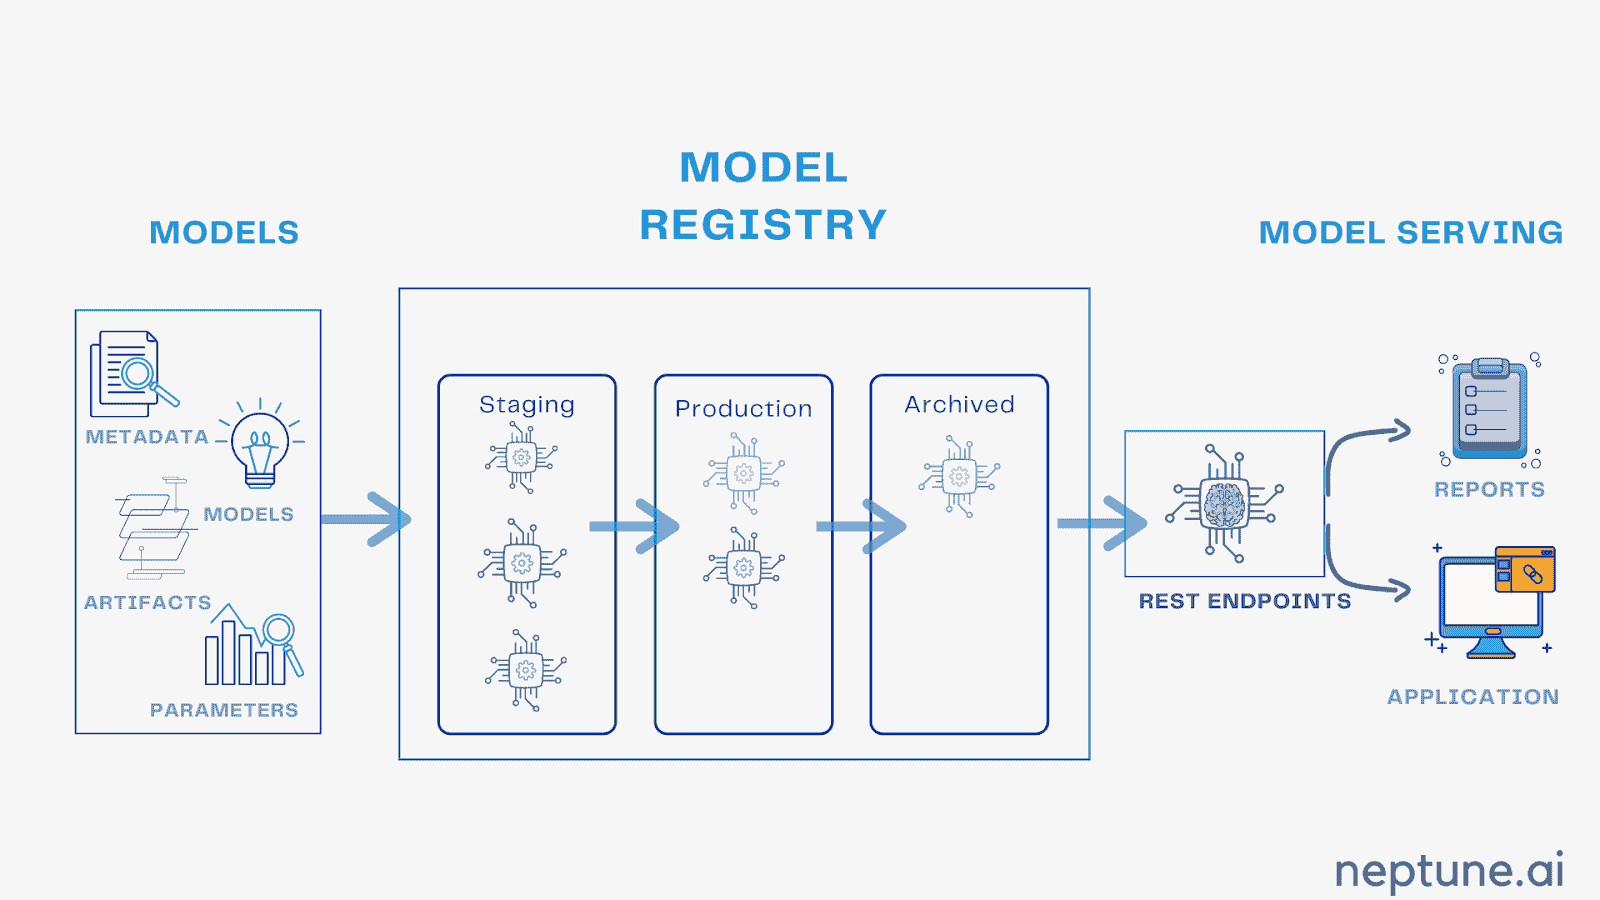 MODEL
REGISTRY
MODELS
MODEL SERVING
METADATA
MODELS
ARTIFACTS
PARAMETERS
Staging
Production
Archived
REST ENDPOINTS
REPORTS
APPLICATION
neptune.ai